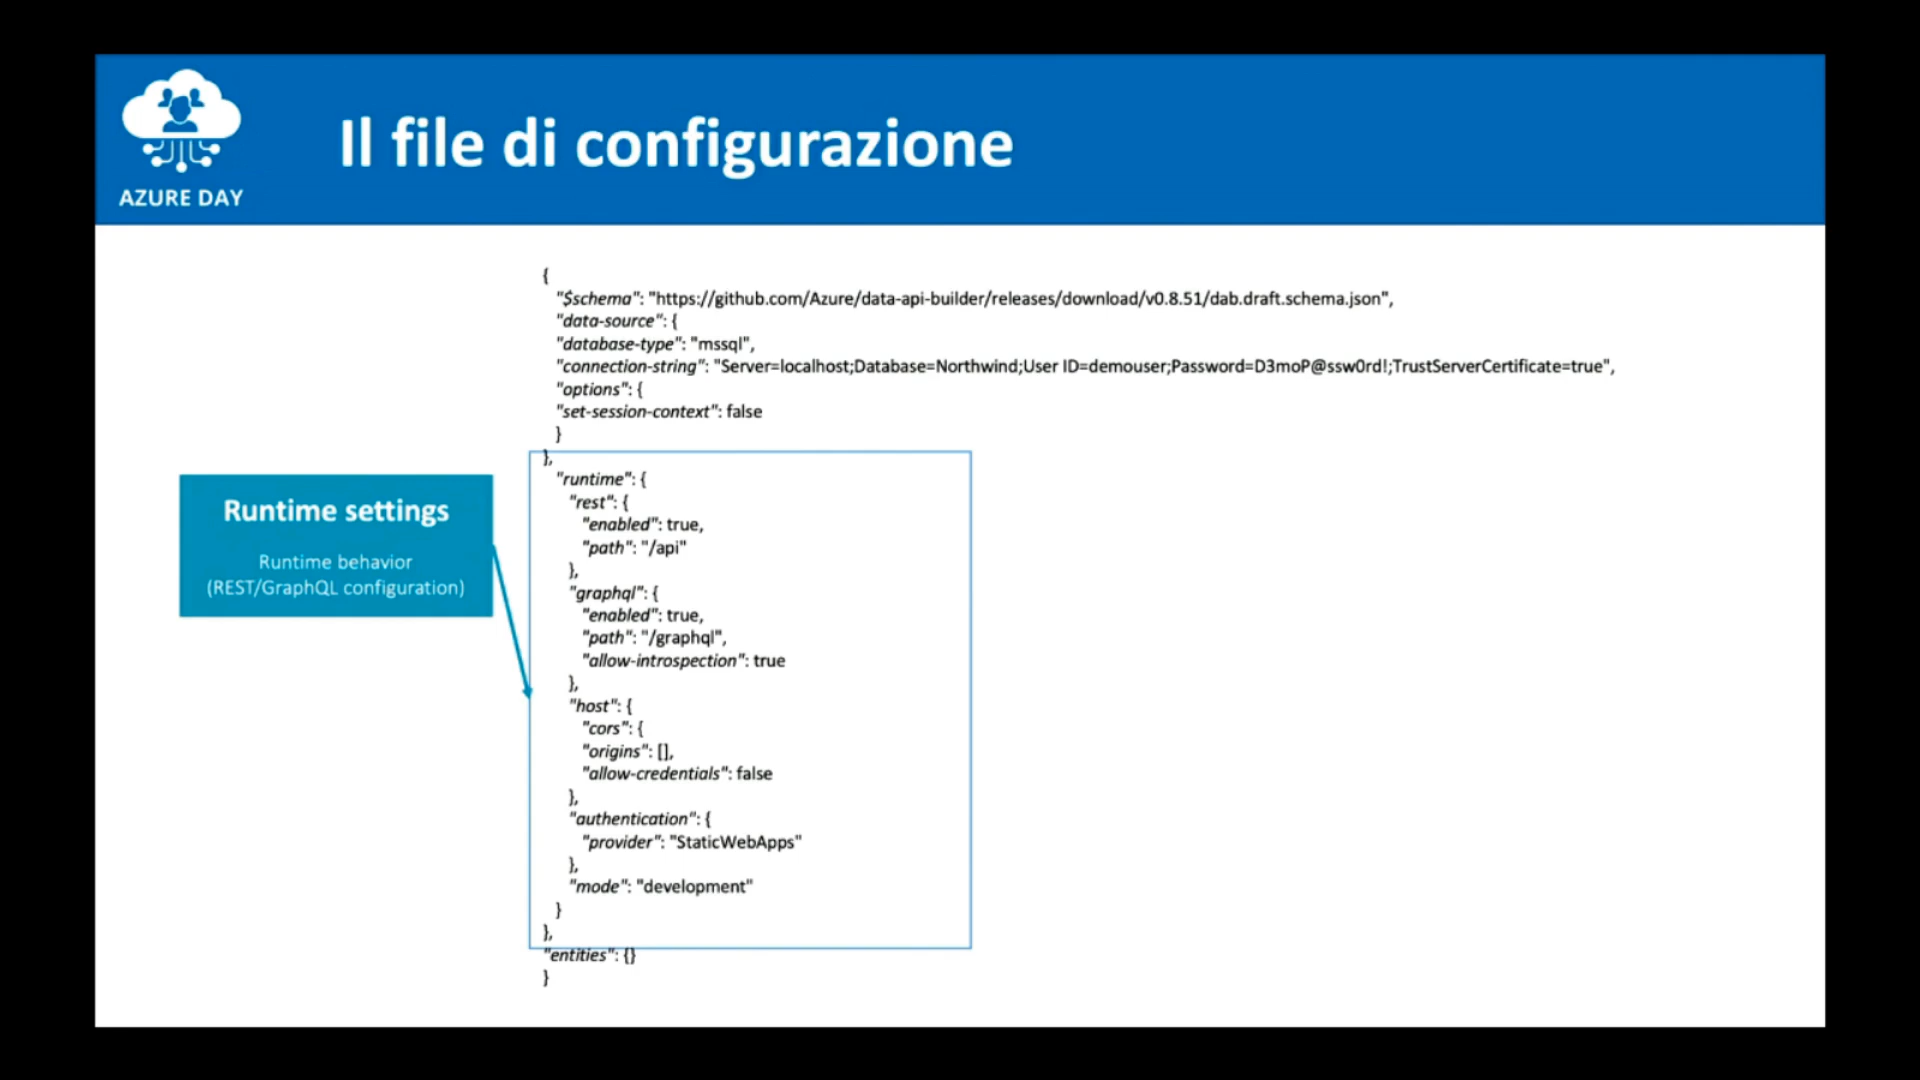 AZURE DAY
Il file di configurazione
{
"$schema": "https://github.com/Azure/data-api-builder/releases/download/v0.8.51/dab.draft.schema.json",
"data-source": {
"database-type": "mssql",
"connection-string": "Server=localhost;Database=Northwind;User ID=demouser;Password=D3moP@ssw0rd!;TrustServerCertificate=true",
"options": {
"set-session-context": false
}
},
Runtime settings
Runtime behavior
(REST/GraphQL configuration)
"runtime": {
"rest": {
"enabled": true,
"path": "/api"
},
"graphql": {
"enabled": true,
"path": "/graphql",
"allow-introspection": true
},
"host": {
"cors": {
"origins": [],
"allow-credentials": false
},
"authentication": {
"provider": "StaticWebApps"
},
"mode": "development"
}
},
"entities": {}
}